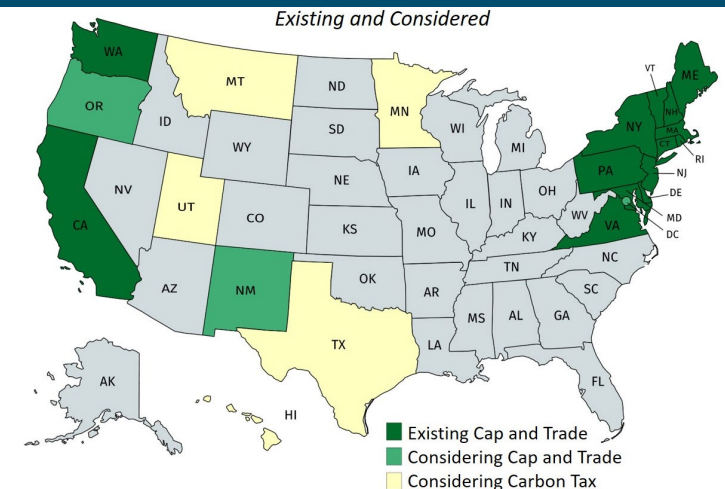 Existing and Considered
WA
MT
ND
MN
VT
ME
OR
ID
SD
WI
MI
NY
NH
MA
CT
RI
WY
NE
IA
PA
NJ
NV
UT
CO
IL
IN
OH
DE
WV
VA
MD
DC
CA
KS
MO
KY
AZ
NM
OK
AR
TN
NC
SC
MS
AL
GA
TX
LA
AK
HI
FL
Existing Cap and Trade
Considering Cap and Trade
Considering Carbon Tax